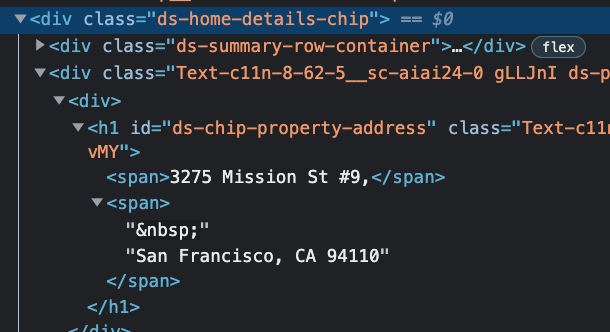 <div class="ds-home-details-chip"> == $0
<div class="ds-summary-row-container">…</div> flex
<div class="Text-c11n-8-62-5__sc-aiai24-0 gLLJnI ds-p
<div>
<h1 id="ds-chip-property-address" class="Text-c11n
vMY">
<span>3275 Mission St #9,</span>
<span>
"&nbsp;"
"San Francisco, CA 94110"
</span>
</h1>
</div>